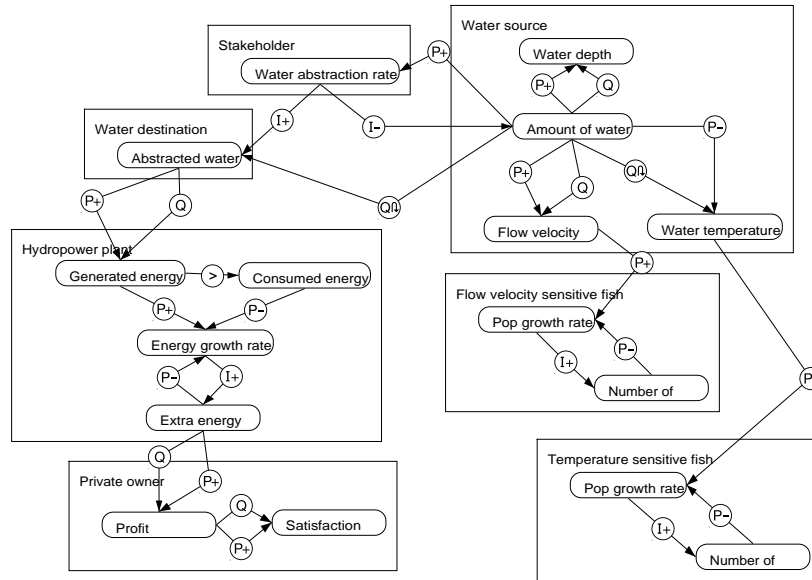 Water source
Stakeholder
Water depth
P+
Water abstraction rate
P+
Q
Water destination
I+
I-
Amount of water
P-
Abstracted water
P+
Q
Q
P+
Q
Q
Flow velocity
Water temperature
Hydropower plant
Generated energy
>
Consumed energy
P+
Flow velocity sensitive fish
P+
P-
Pop growth rate
Energy growth rate
P-
I+
P-
I+
Number of
P
Extra energy
Q
P+
Temperature sensitive fish
Private owner
Pop growth rate
Q
Profit
Satisfaction
P+
I+
P-
Number of